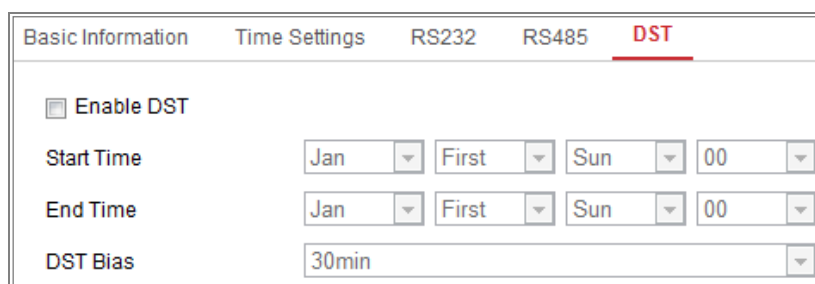 Basic Information Time Settings RS232 RS485 DST
Enable DST
Start Time Jan First Sun 00
End Time Jan First Sun 00
DST Bias 30min